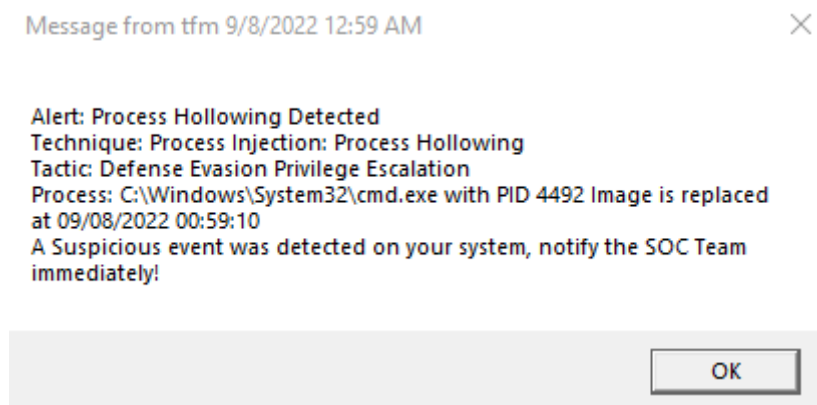 Message from tfm 9/8/2022 12:59 AM
Alert: Process Hollowing Detected
Technique: Process Injection: Process Hollowing
Tactic: Defense Evasion Privilege Escalation
Process: C:\Windows\System32\cmd.exe with PID 4492 Image is replaced
at 09/08/2022 00:59:10
A Suspicious event was detected on your system, notify the SOC Team
immediately!
OK